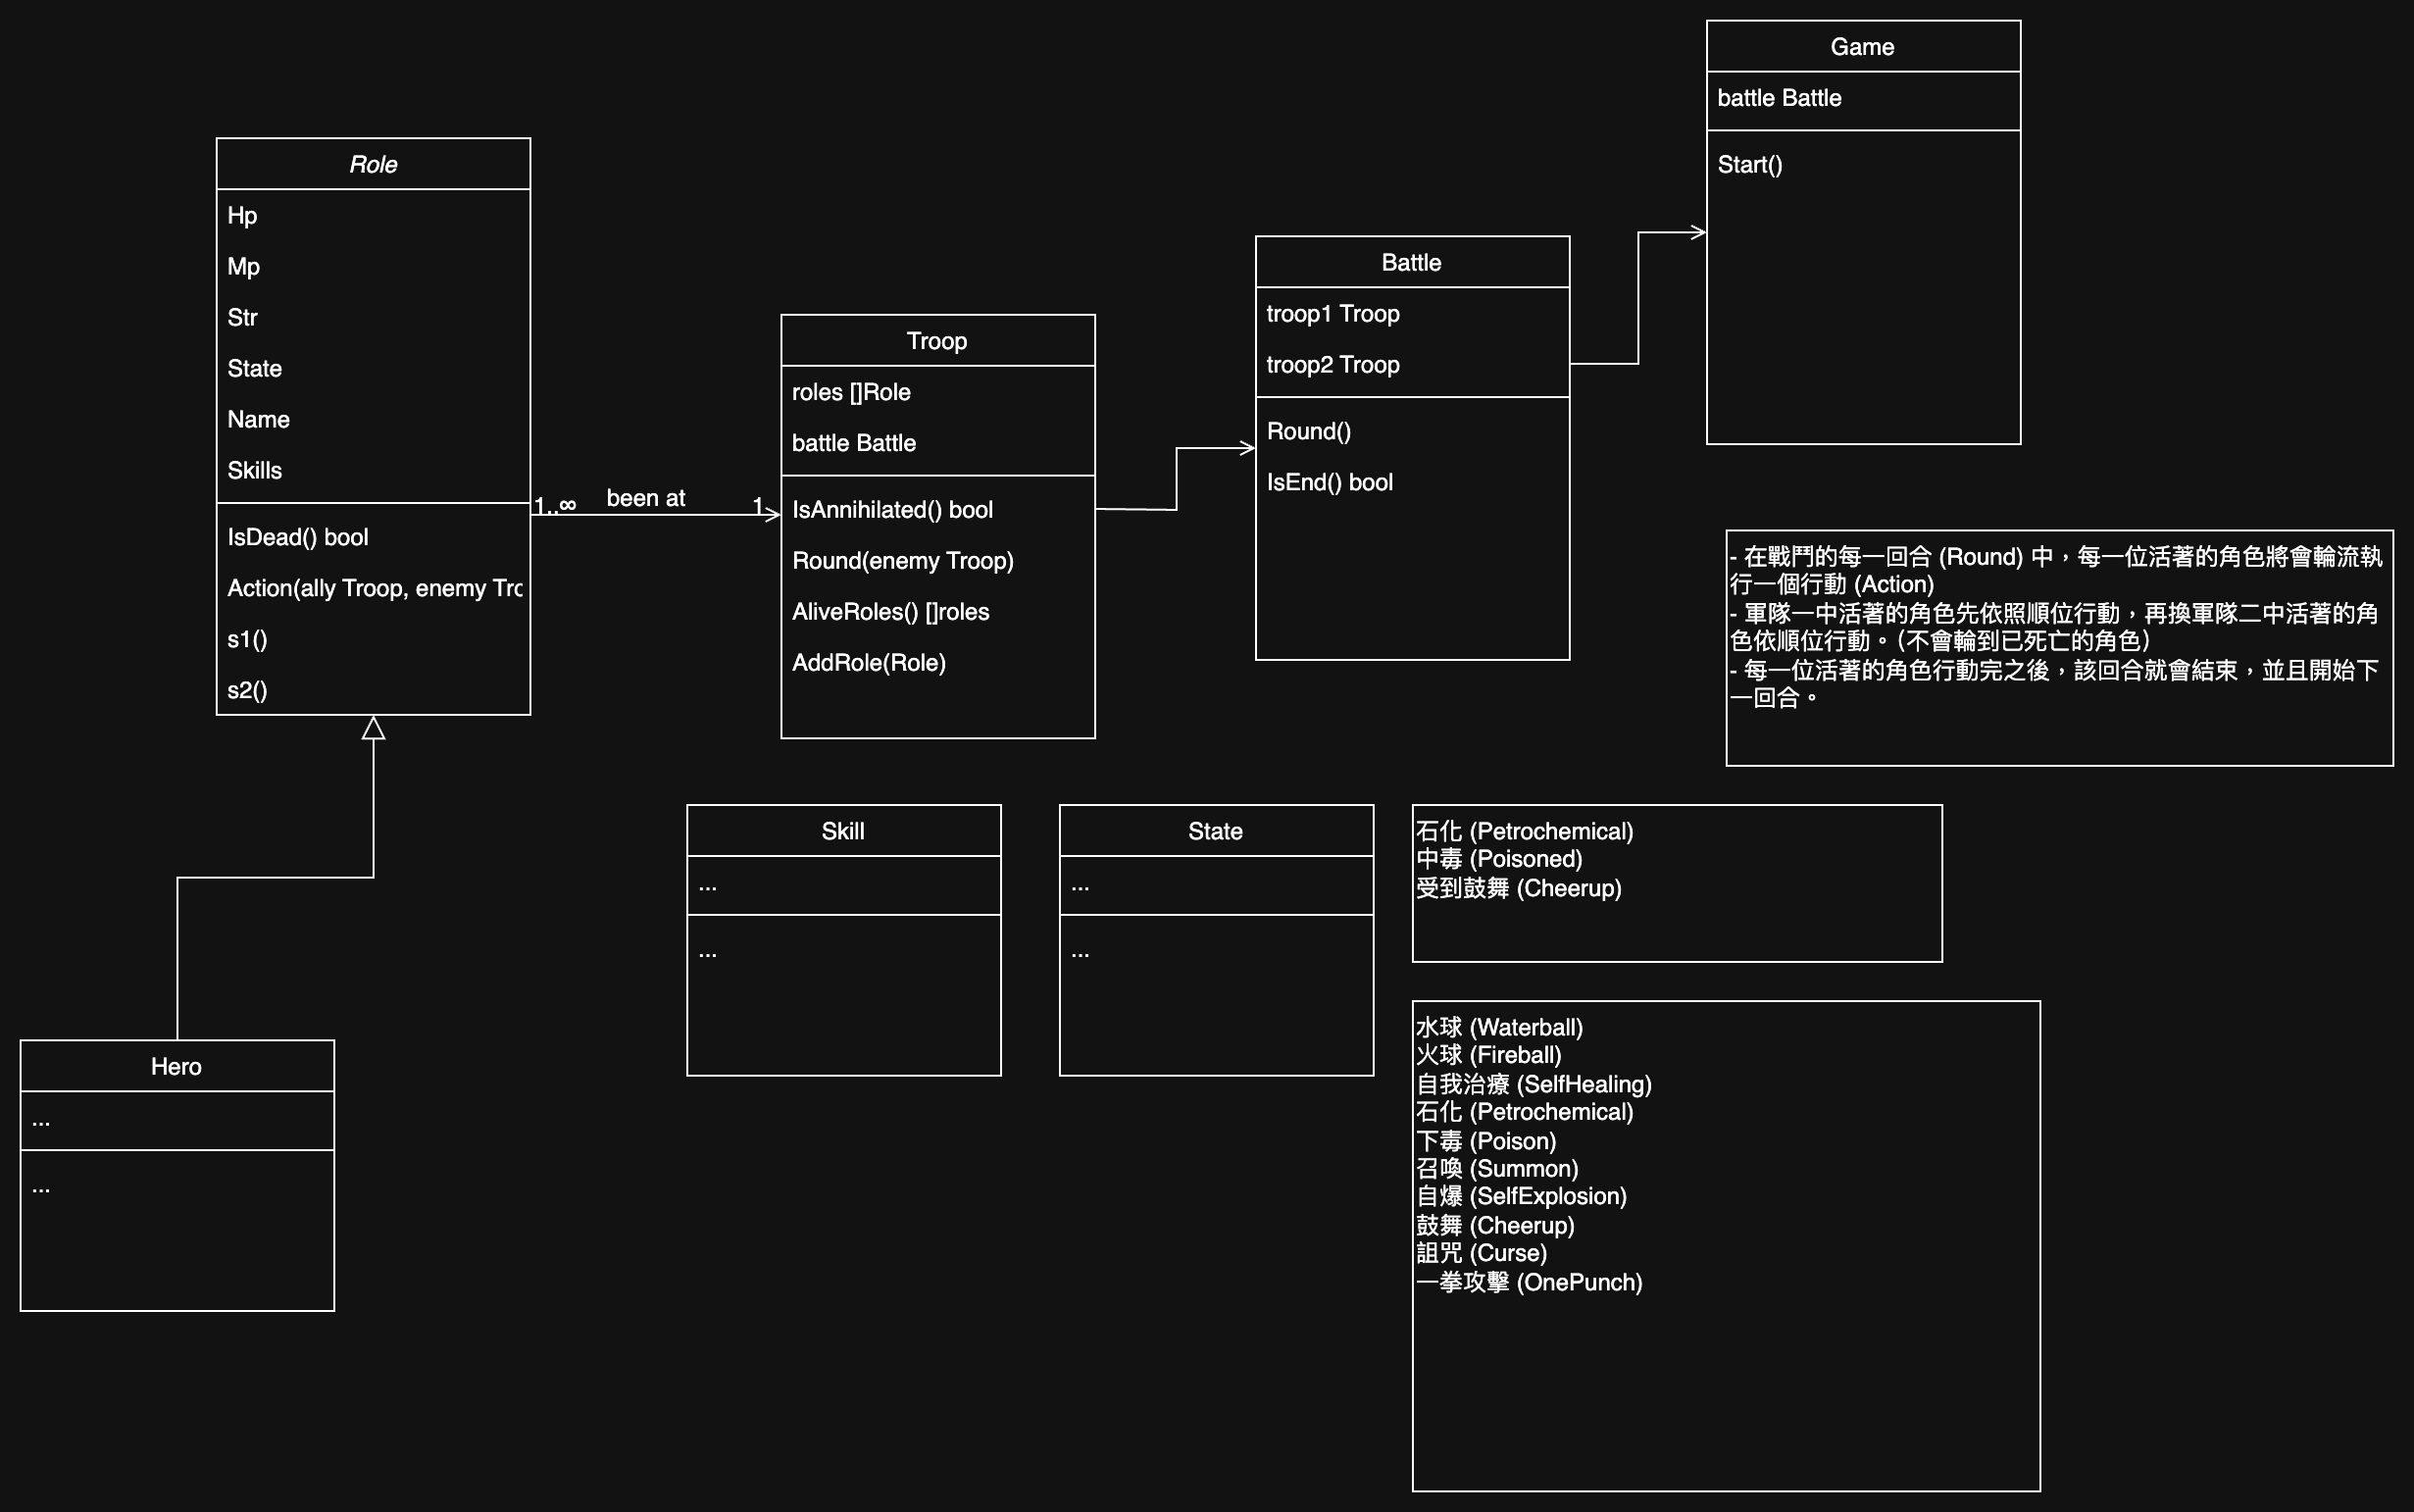 Game
battle Battle
Start()
Role
Hp
Mp
Str
State
Name
Skills
IsDead() bool
Action(ally Troop, enemy Trc
s1()
s2()
1..∞
been at
1
Troop
roles []Role
battle Battle
IsAnnihilated() bool
Round(enemy Troop)
AliveRoles() []roles
AddRole(Role)
Battle
troop1 Troop
troop2 Troop
Round()
IsEnd() bool
- 在戰鬥的每一回合 (Round) 中，每一位活著的角色將會輪流執
行一個行動 (Action)
- 軍隊一中活著的角色先依照順位行動，再換軍隊二中活著的角
色依順位行動。（不會輪到已死亡的角色）
- 每一位活著的角色行動完之後，該回合就會結束，並且開始下
一回合。
Skill
...
...
State
...
...
石化 (Petrochemical)
中毒 (Poisoned)
受到鼓舞 (Cheerup)
Hero
...
...
水球 (Waterball)
火球 (Fireball)
自我治療 (SelfHealing)
石化 (Petrochemical)
下毒 (Poison)
召喚 (Summon)
自爆 (SelfExplosion)
鼓舞 (Cheerup)
詛咒 (Curse)
一拳攻擊 (OnePunch)